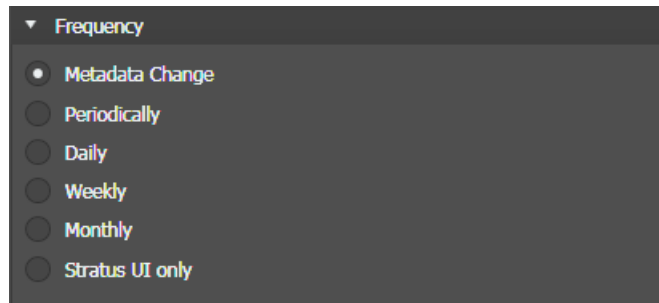 Frequency
Metadata Change
Periodically
Daily
Weekly
Monthly
Stratus UI only